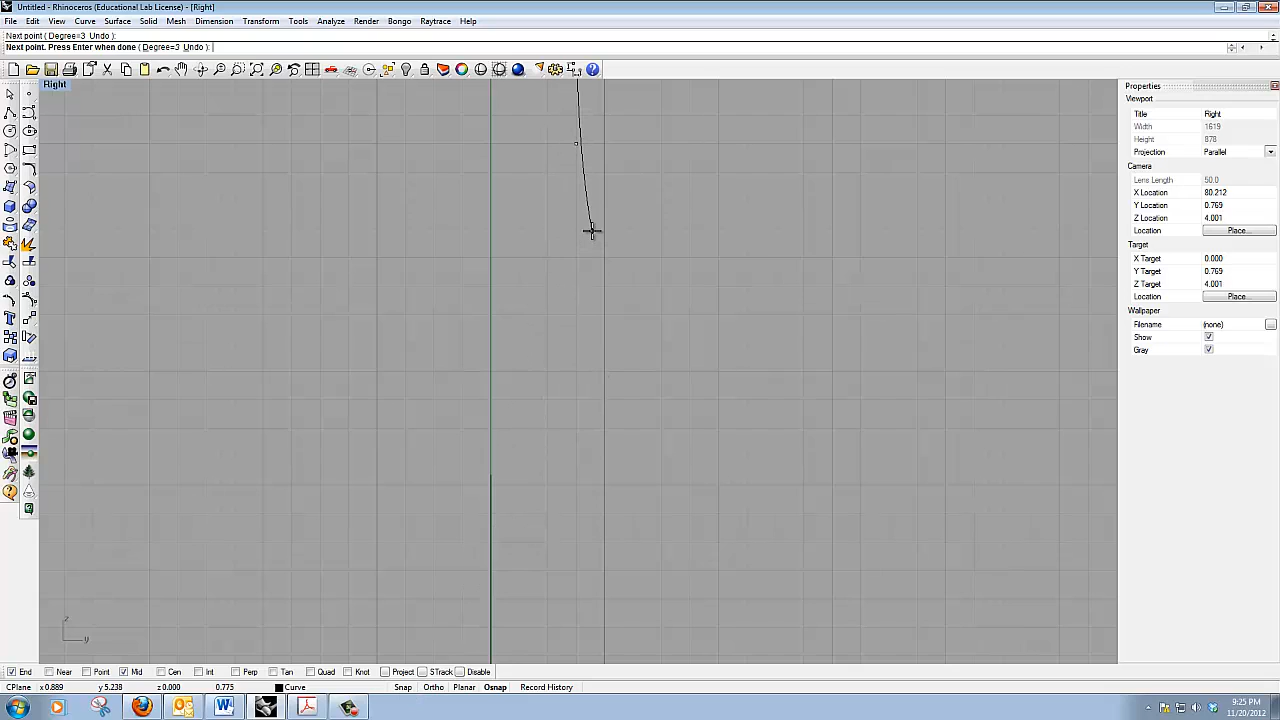 Untitled - Rhinoceros (Educational Lab License) - [Right]
File Edit View Curve Surface Solid Mesh Dimension Transform Tools Analyze Render Bongo Raytrace Help
Next point ( Degree=3 Undo ):
Next point. Press Enter when done ( Degree=3 Undo ):
Right
Properties
Viewport
Title Right
Width 1619
Height 878
Projection Parallel
Camera
Lens Length 50.0
X Location 80.212
Y Location 0.769
Z Location 4.001
Location Place...
Target
X Target 0.000
Y Target 0.769
Z Target 4.001
Location Place...
Wallpaper
Filename (none)
Show
Gray
z
y
End Near Point Mid Cen Int Perp Tan Quad Knot Project STrack Disable
CPlane x 0.889 y 5.238 z 0.000 0.775 Curve Snap Ortho Planar Osnap Record History
9:25 PM
11/20/2012